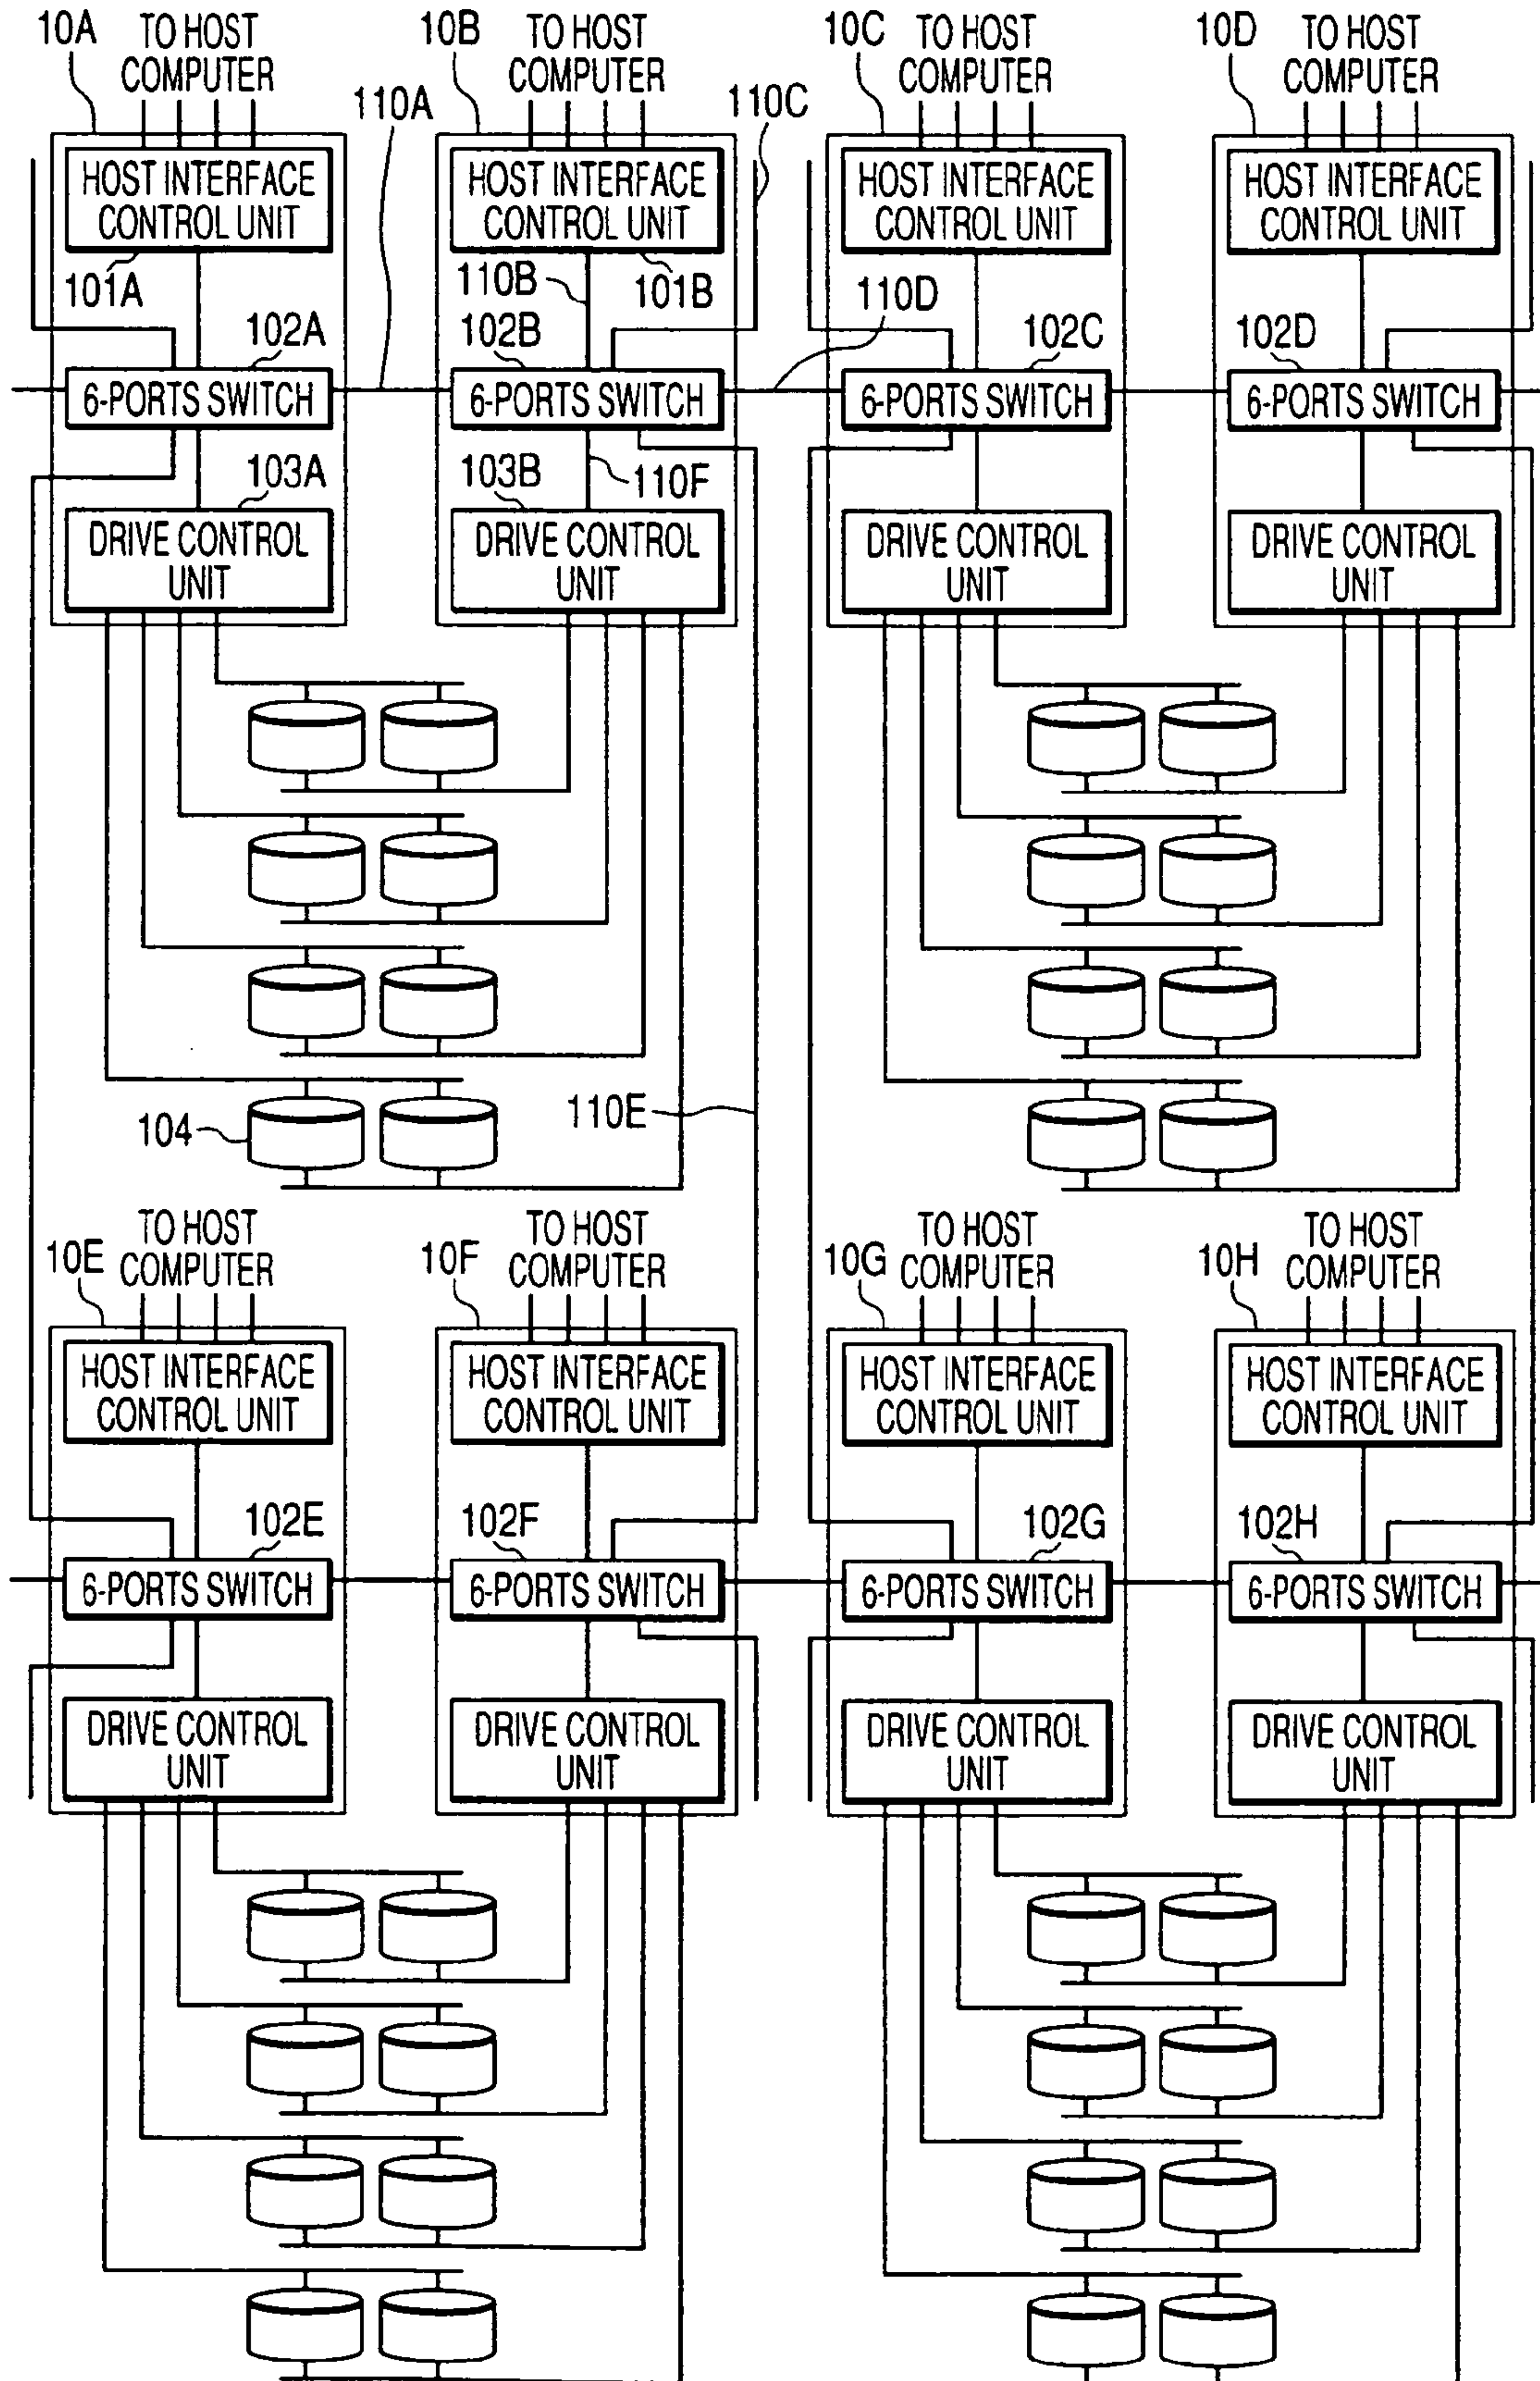 10A
TO HOST
COMPUTER
10B
TO HOST
COMPUTER
10C
TO HOST
COMPUTER
10D
TO HOST
COMPUTER
110A
110C
HOST INTERFACE
CONTROL UNIT
HOST INTERFACE
CONTROL UNIT
HOST INTERFACE
CONTROL UNIT
HOST INTERFACE
CONTROL UNIT
101A
110B
101B
110D
102A
102B
102C
102D
6-PORTS SWITCH
6-PORTS SWITCH
6-PORTS SWITCH
6-PORTS SWITCH
103A
103B
110F
DRIVE CONTROL
UNIT
DRIVE CONTROL
UNIT
DRIVE CONTROL
UNIT
DRIVE CONTROL
UNIT
104
110E
10E
TO HOST
COMPUTER
10F
TO HOST
COMPUTER
10G
TO HOST
COMPUTER
10H
TO HOST
COMPUTER
HOST INTERFACE
CONTROL UNIT
HOST INTERFACE
CONTROL UNIT
HOST INTERFACE
CONTROL UNIT
HOST INTERFACE
CONTROL UNIT
102E
102F
102G
102H
6-PORTS SWITCH
6-PORTS SWITCH
6-PORTS SWITCH
6-PORTS SWITCH
DRIVE CONTROL
UNIT
DRIVE CONTROL
UNIT
DRIVE CONTROL
UNIT
DRIVE CONTROL
UNIT